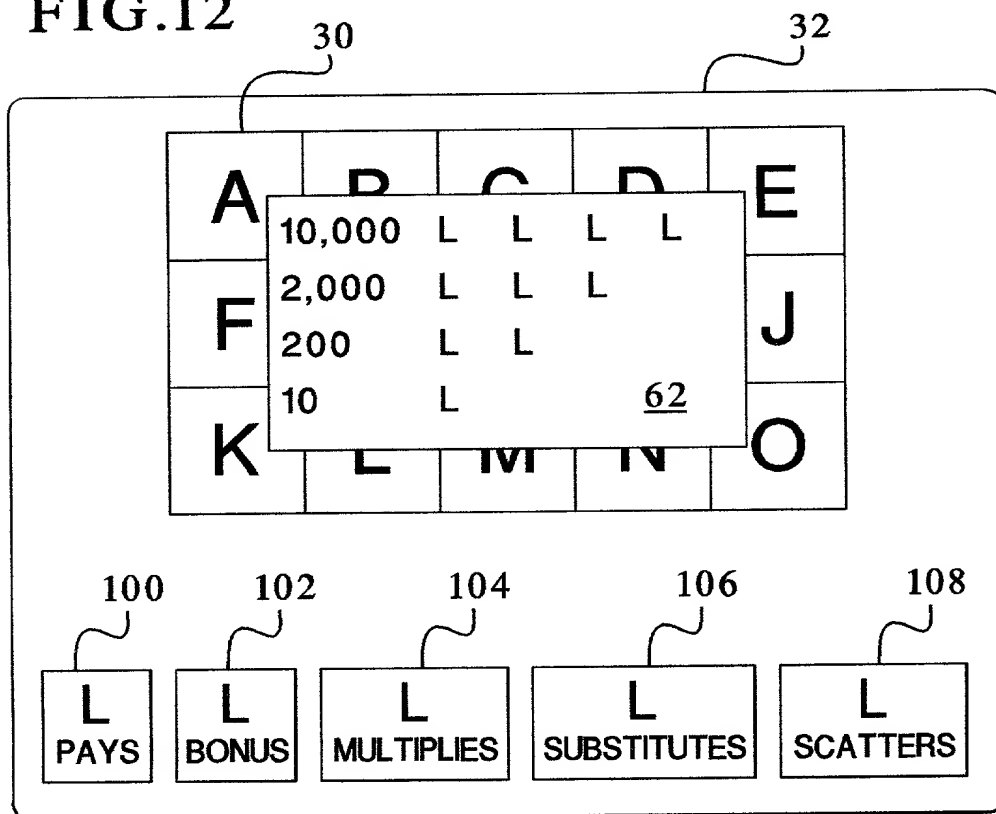 FIG.12
30 32
A B C D E
10,000 L L L L
2,000 L L L
F J
200 L L
10 L 62
K L M N O
100 102 104 106 108
L L L L L
PAYS BONUS MULTIPLIES SUBSTITUTES SCATTERS